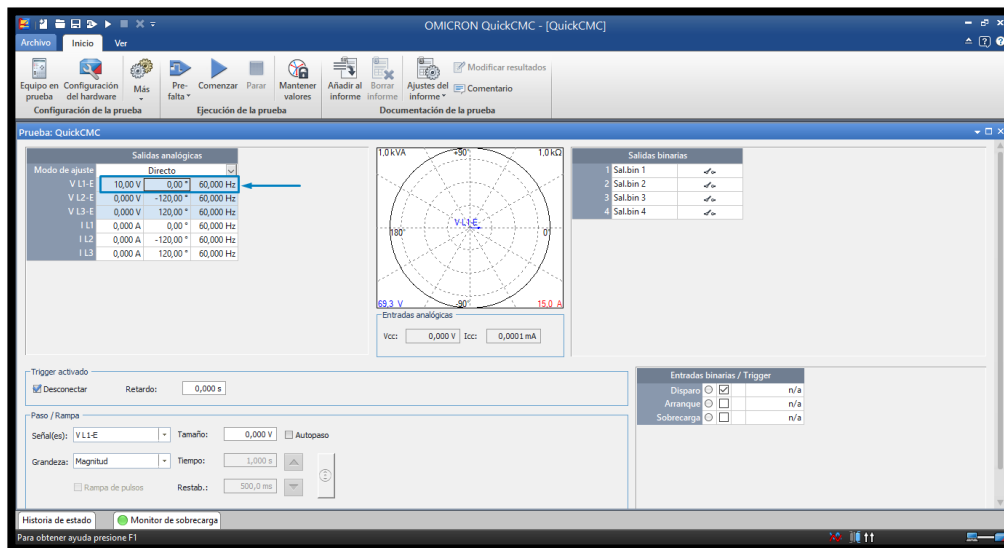 OMICRON QuickCMC - [QuickCMC]
Archivo Inicio Ver
Modificar resultados
Comentario
Equipo en prueba
Configuración del hardware
Más
Pre-falta
Comenzar
Parar
Mantener valores
Añadir al informe
Borrar informe
Ajustes del informe
Configuración de la prueba
Ejecución de la prueba
Documentación de la prueba
Prueba: QuickCMC
Salidas analógicas
Modo de ajuste Directo
V L1-E 10,00 V 0,00 ° 60,000 Hz
V L2-E 0,000 V -120,00 ° 60,000 Hz
V L3-E 0,000 V 120,00 ° 60,000 Hz
I L1 0,000 A 0,00 ° 60,000 Hz
I L2 0,000 A -120,00 ° 60,000 Hz
I L3 0,000 A 120,00 ° 60,000 Hz
1,0 kVA +90° 1,0 kΩ
V L1-E
180° 0°
69,3 V -90° 15,0 A
Entradas analógicas
Vcc: 0,000 V Icc: 0,0001 mA
Salidas binarias
1 Sal.bin 1
2 Sal.bin 2
3 Sal.bin 3
4 Sal.bin 4
Trigger activado
Desconectar Retardo: 0,000 s
Paso / Rampa
Señal(es): V L1-E Tamaño: 0,000 V Autopaso
Grandeza: Magnitud Tiempo: 1,000 s
Rampa de pulsos Restab.: 500,0 ms
Entradas binarias / Trigger
Disparo n/a
Arranque n/a
Sobrecarga n/a
Historia de estado Monitor de sobrecarga
Para obtener ayuda presione F1